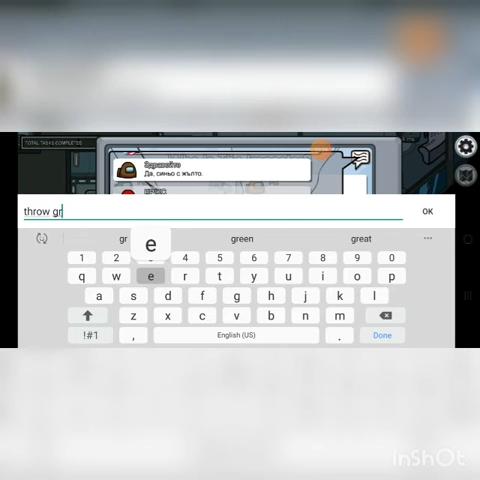 TOTAL TASKS COMPLETED
Здравейте
Да, синьо с жълто.
throw gr
OK
gr
e
green
great
1 2 4 5 6 7 8 9 0
q w e r t y u i o p
a s d f g h j k l
z x c v b n m
!#1 , English (US) . Done
InShOt